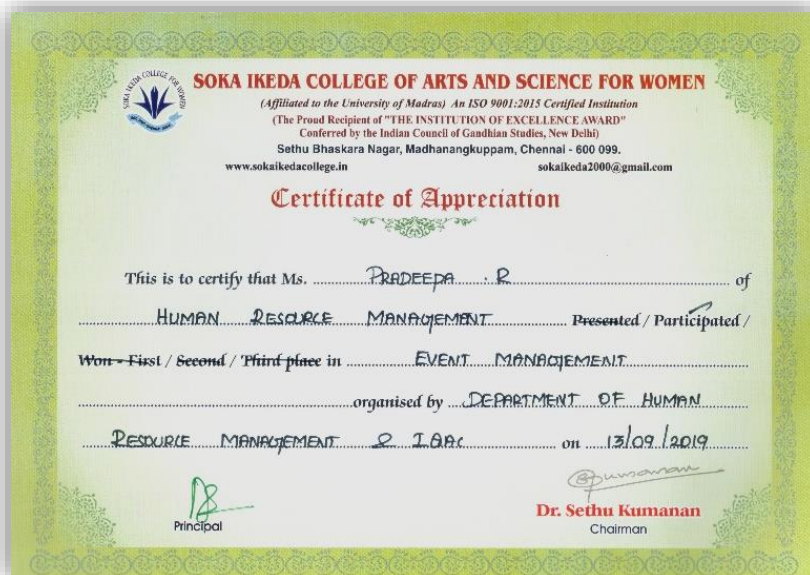 SOKA IKEDA COLLEGE OF ARTS AND SCIENCE FOR WOMEN
(Affiliated to the University of Madras) An ISO 9001:2015 Certified Institution
(The Proud Recipient of "THE INSTITUTION OF EXCELLENCE AWARD"
Conferred by the Indian Council of Gandhian Studies, New Delhi)
Sethu Bhaskara Nagar, Madhanangkuppam, Chennai - 600 099.
www.sokaikedacollege.in sokaikeda2000@gmail.com
Certificate of Appreciation
This is to certify that Ms. PRADEEPA . R of
HUMAN RESOURCE MANAGEMENT Presented / Participated /
Won - First / Second / Third place in EVENT MANAGEMENT
organised by DEPARTMENT OF HUMAN
RESOURCE MANAGEMENT & IQAC on 13/09/2019
Principal
Dr. Sethu Kumanan
Chairman